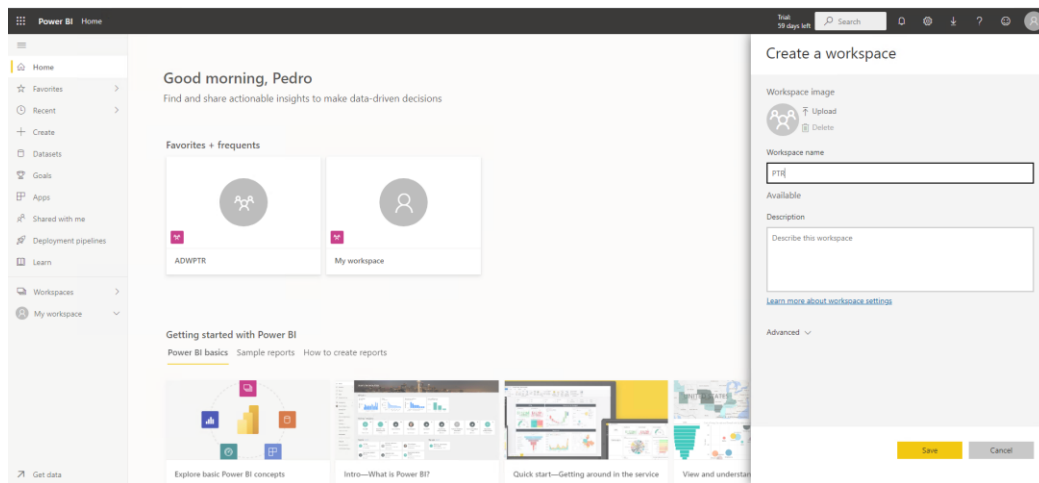 Power BI Home
Trial:
59 days left
Search
Home
Favorites
Recent
Create
Datasets
Goals
Apps
Shared with me
Deployment pipelines
Learn
Workspaces
My workspace
Get data
Good morning, Pedro
Find and share actionable insights to make data-driven decisions
Favorites + frequents
ADWPTR
My workspace
Getting started with Power BI
Power BI basics Sample reports How to create reports
Explore basic Power BI concepts
Intro—What is Power BI?
Quick start—Getting around in the service
View and understan
Create a workspace
Workspace image
Upload
Delete
Workspace name
PTR
Available
Description
Describe this workspace
Learn more about workspace settings
Advanced
Save
Cancel